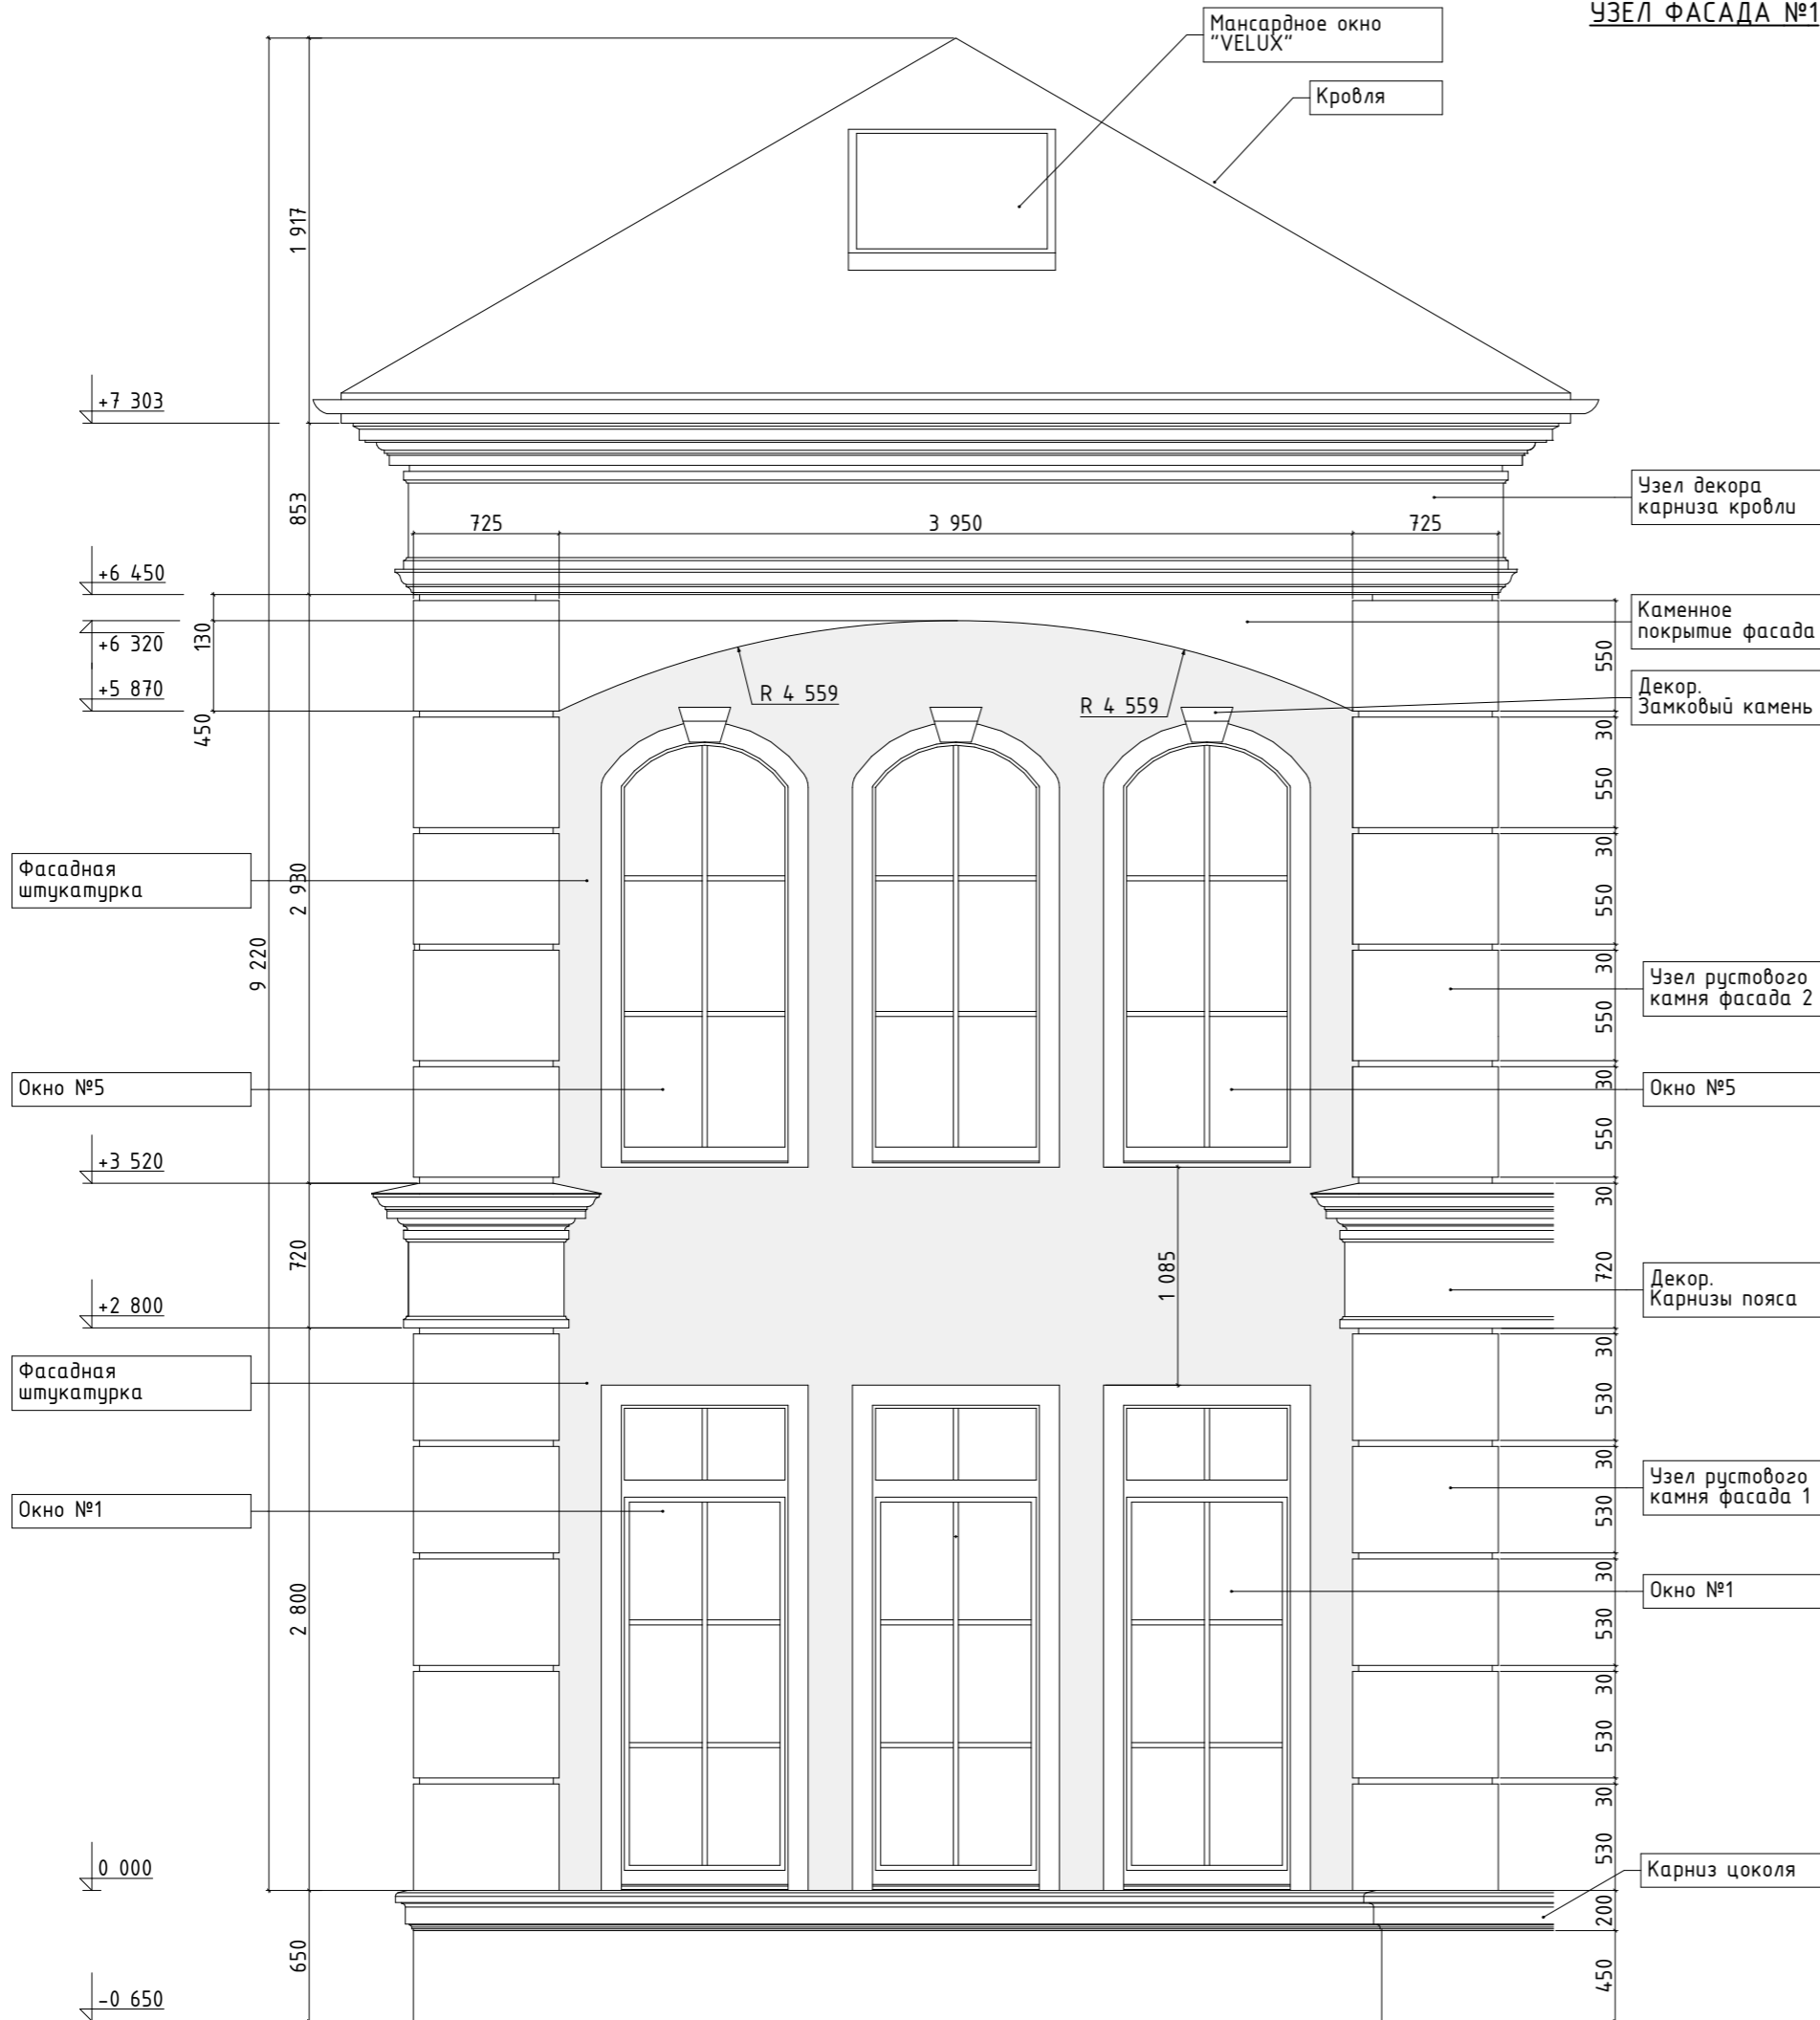 УЗЕЛ ФАСАДА №1
Мансардное окно
"VELUX"
Кровля
1 917
+7 303
853
Узел декора
карниза кровли
725
3 950
725
+6 450
130
+6 320
+5 870
450
Каменное
покрытие фасада
550
R 4 559
R 4 559
Декор.
Замковый камень
30
550
30
Фасадная
штукатурка
2 930
550
9 220
30
Узел рустового
камня фасада 2
550
Окно №5
30
Окно №5
550
+3 520
30
720
1 085
720
Декор.
Карнизы пояса
+2 800
30
Фасадная
штукатурка
530
30
Узел рустового
камня фасада 1
Окно №1
530
30
Окно №1
2 800
530
30
530
30
530
0 000
Карниз цоколя
200
650
450
-0 650